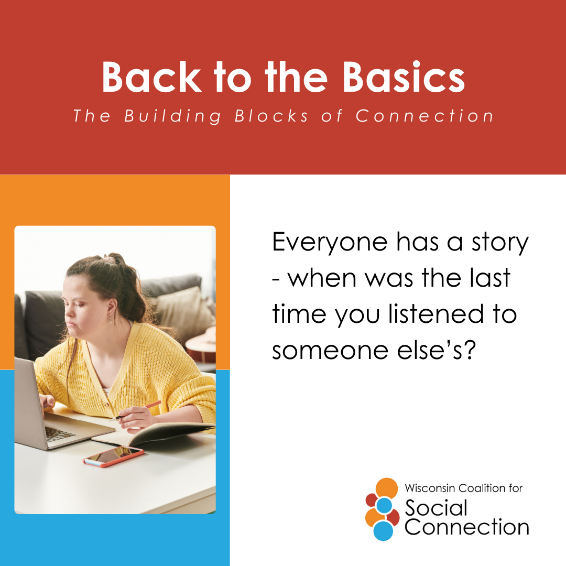 Back to the Basics
The Building Blocks of Connection
Everyone has a story
- when was the last
time you listened to
someone else's?
Wisconsin Coalition for
Social
Connection